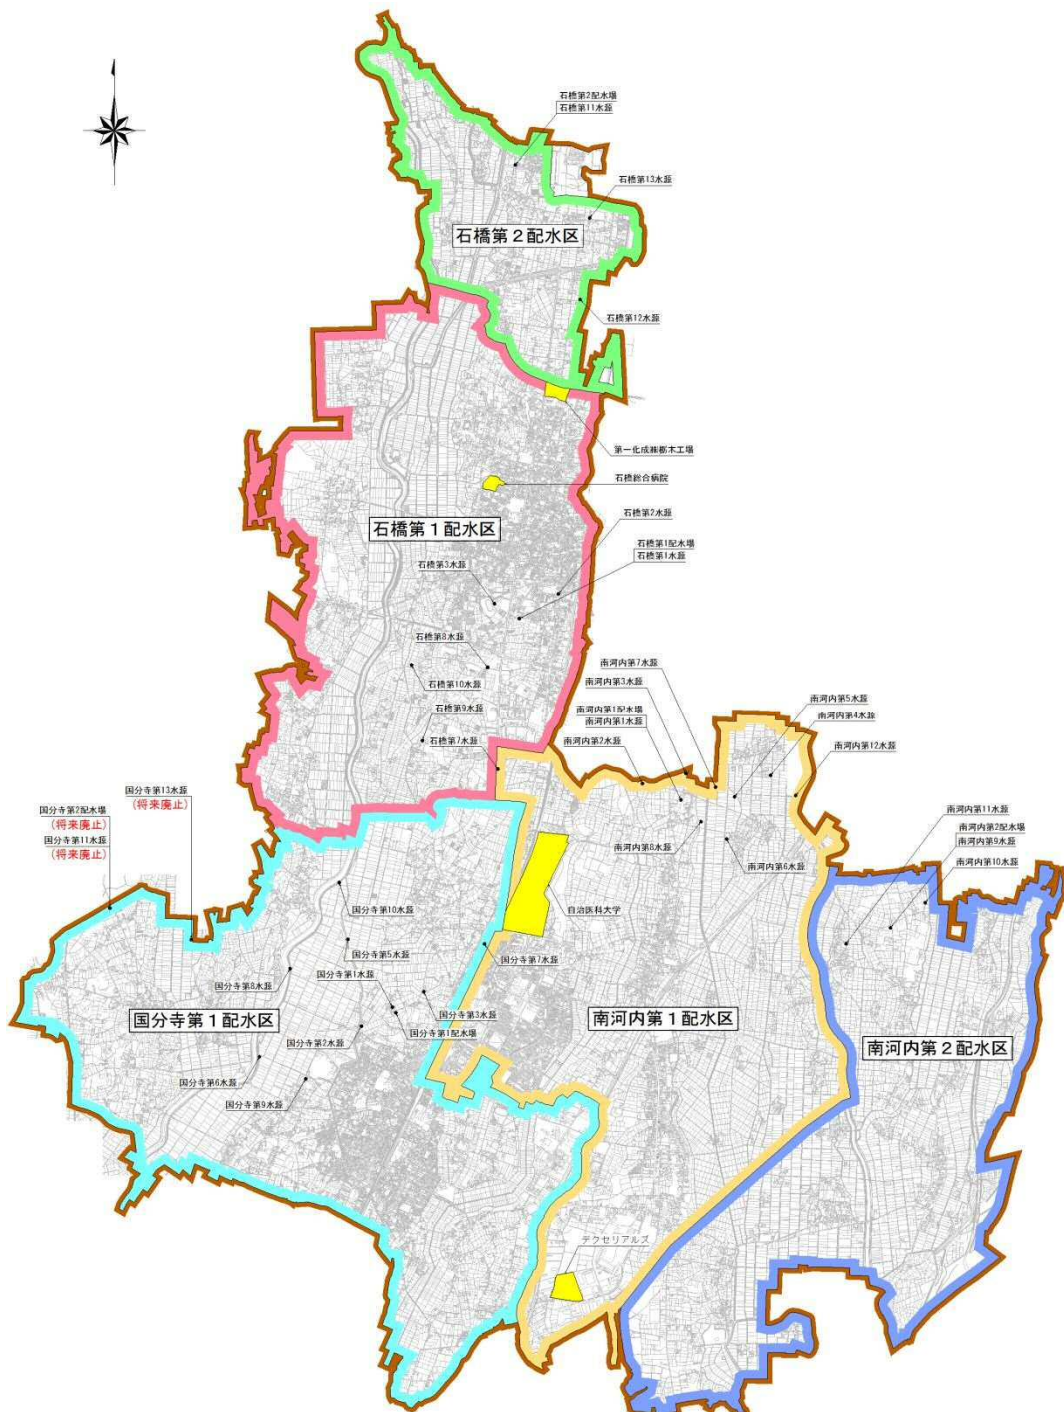 石橋第2配水場
石橋第11水源
石橋第13水源
石橋第2配水区
石橋第12水源
第一化成㈱栃木工場
石橋総合病院
石橋第2水源
石橋第1配水区
石橋第1配水場
石橋第1水源
石橋第3水源
石橋第8水源
石橋第10水源
石橋第9水源
石橋第7水源
南河内第7水源
南河内第3水源
南河内第1配水場
南河内第1水源
南河内第2水源
南河内第5水源
南河内第4水源
南河内第12水源
国分寺第13水源
(将来廃止)
国分寺第2配水場
(将来廃止)
国分寺第11水源
(将来廃止)
南河内第11水源
南河内第2配水場
南河内第9水源
南河内第10水源
南河内第8水源
南河内第6水源
国分寺第10水源
自治医科大学
国分寺第5水源
国分寺第7水源
国分寺第1水源
国分寺第8水源
国分寺第3水源
国分寺第1配水区
南河内第1配水区
国分寺第1配水場
国分寺第2水源
南河内第2配水区
国分寺第6水源
国分寺第9水源
デクセリアルズ